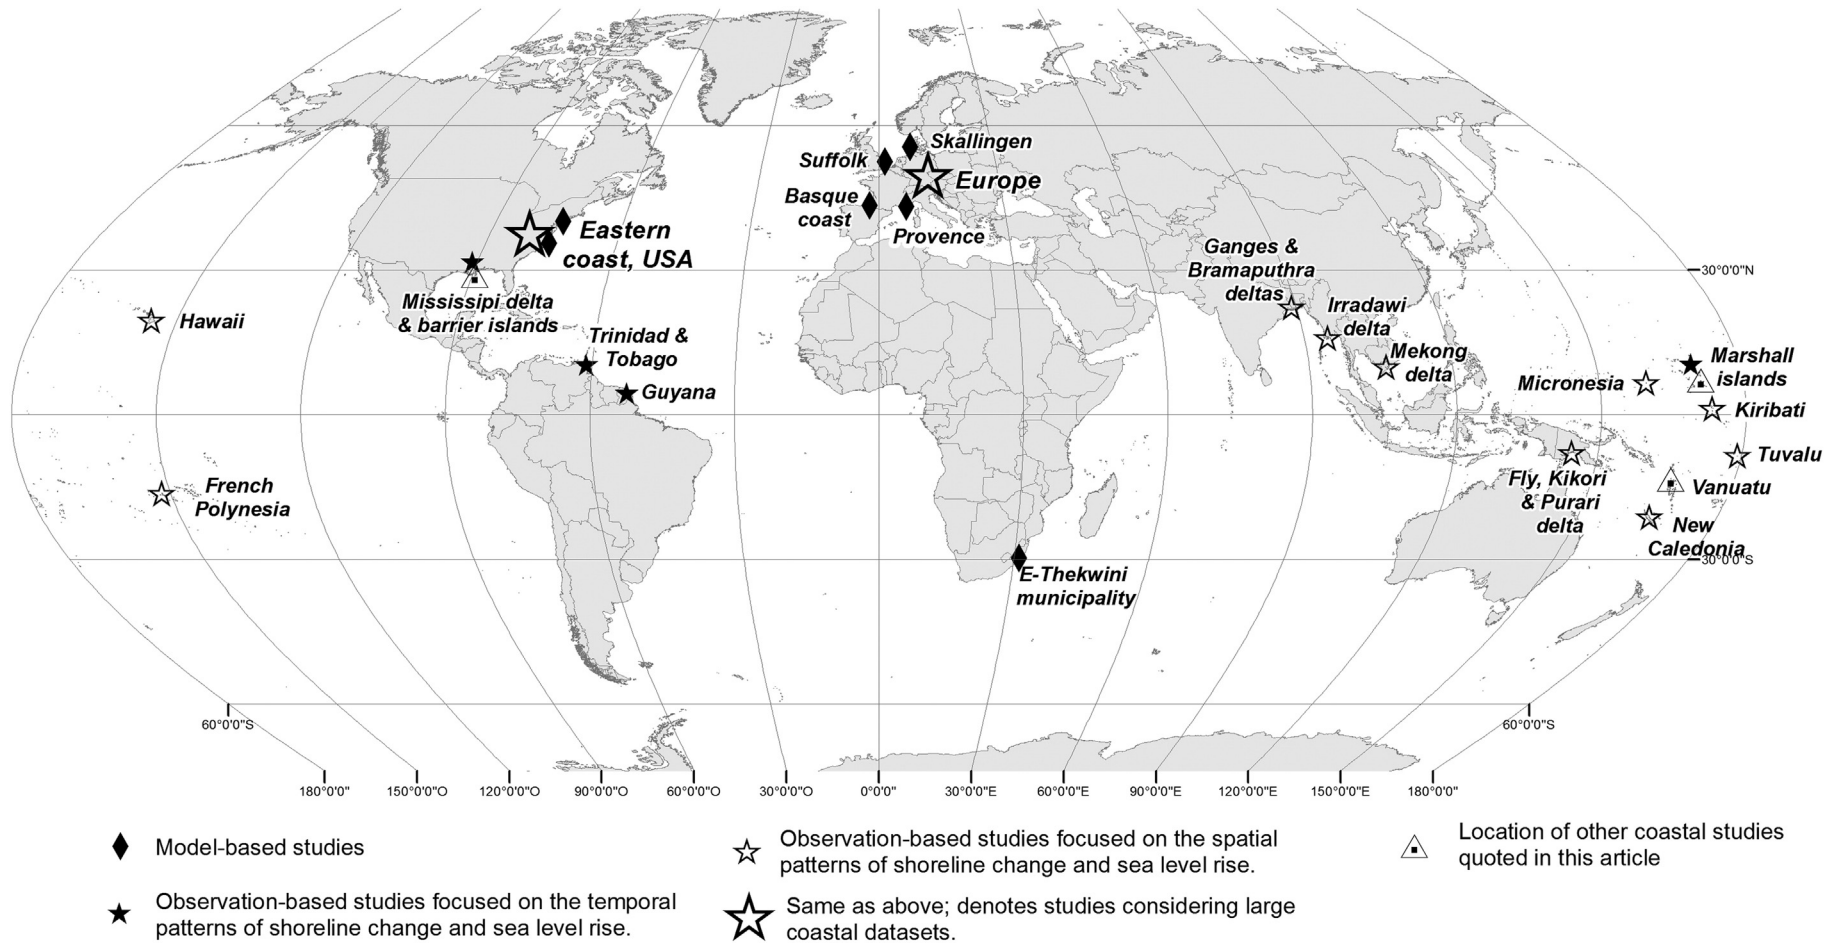 Skallingen
Suffolk
Europe
Basque
coast
Provence
Eastern
coast, USA
Ganges &
Bramaputhra
deltas
30°0'0"N
Mississipi delta
& barrier islands
Irradawi
delta
Hawaii
Trinidad &
Tobago
Mekong
delta
Marshall
islands
Micronesia
Guyana
Kiribati
Tuvalu
French
Polynesia
Fly, Kikori
& Purari
delta
Vanuatu
New
Caledonia
30°0'0"S
E-Thekwini
municipality
60°0'0"S
60°0'0"S
180°0'0"
150°0'0"O
120°0'0"O
90°0'0"O
60°0'0"O
30°0'0"O
0°0'0"
30°0'0"E
60°0'0"E
90°0'0"E
120°0'0"E
150°0'0"E
180°0'0"
Model-based studies
Observation-based studies focused on the temporal
patterns of shoreline change and sea level rise.
Observation-based studies focused on the spatial
patterns of shoreline change and sea level rise.
Same as above; denotes studies considering large
coastal datasets.
Location of other coastal studies
quoted in this article